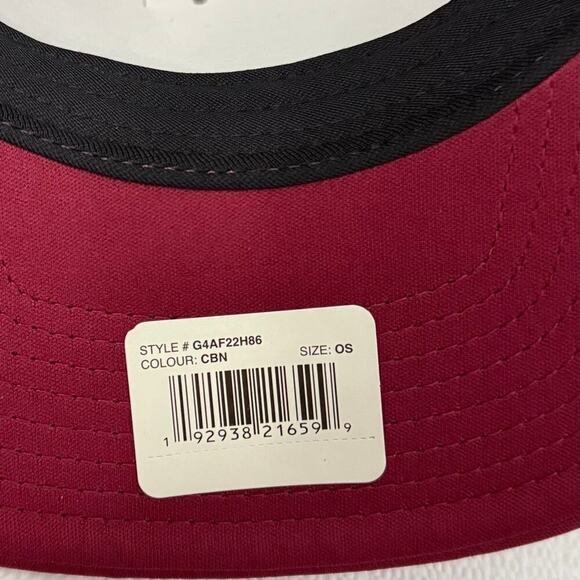 STYLE # G4AF22H86
COLOUR: CBN SIZE: OS
1 92938 21659 9